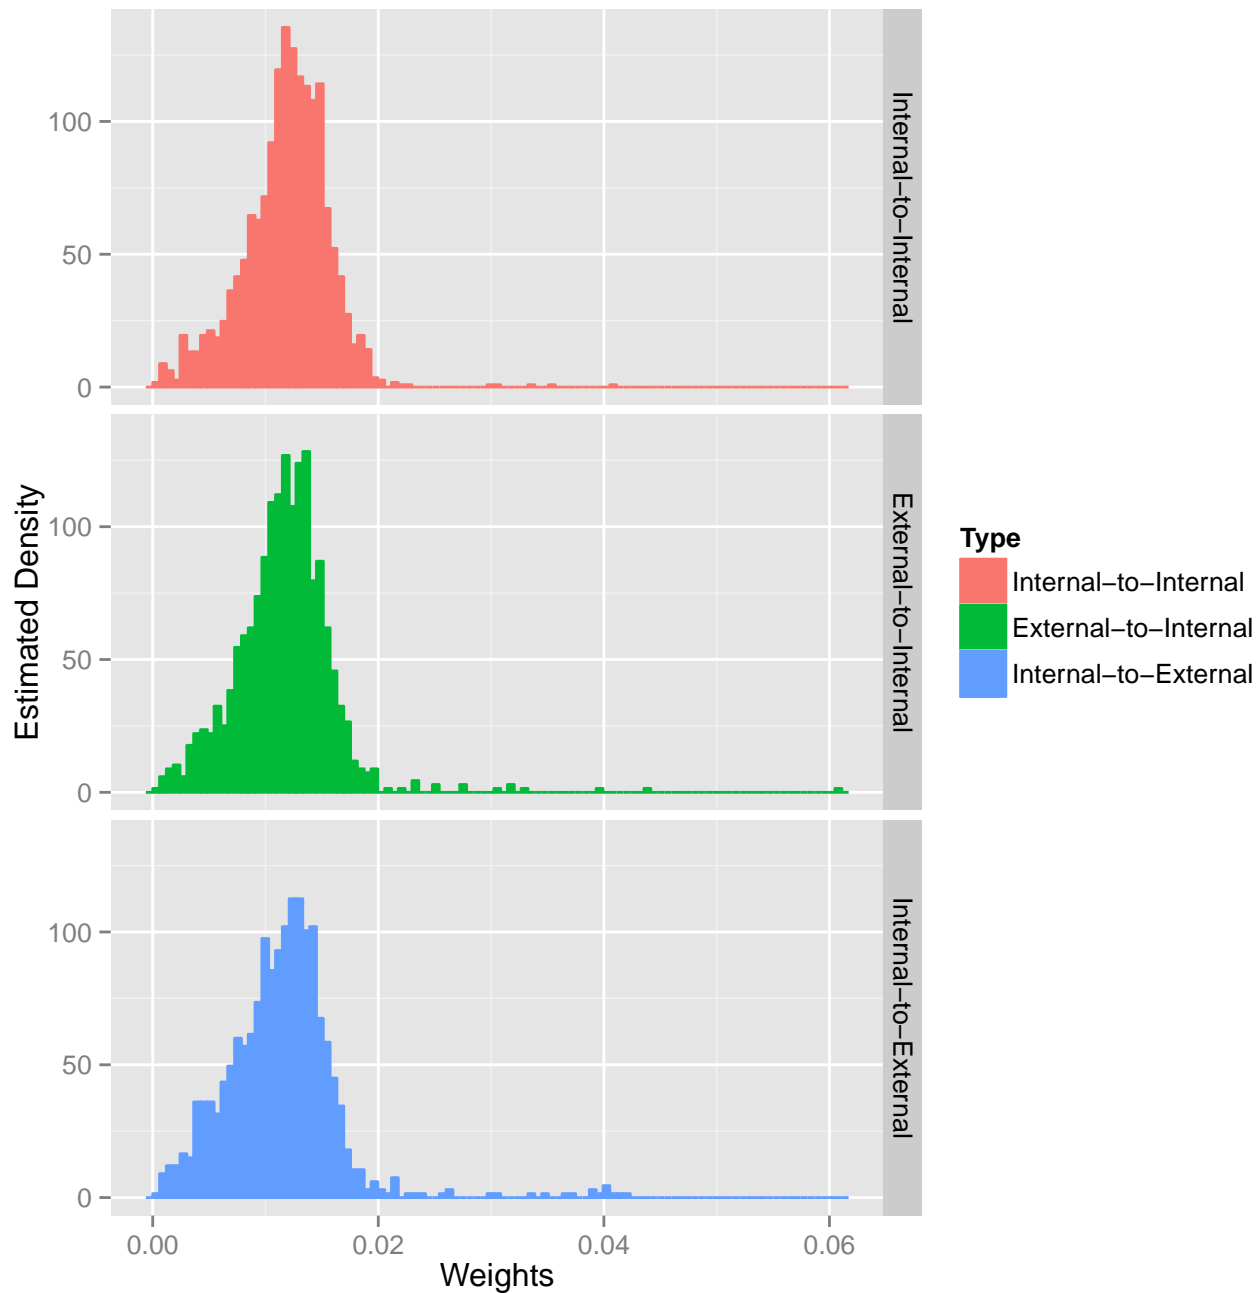 Estimated Density
100
50
0
Internal−to−Internal
100
50
0
External−to−Internal
100
50
0
Internal−to−External
0.00 0.02 0.04 0.06
Weights
Type
Internal−to−Internal
External−to−Internal
Internal−to−External